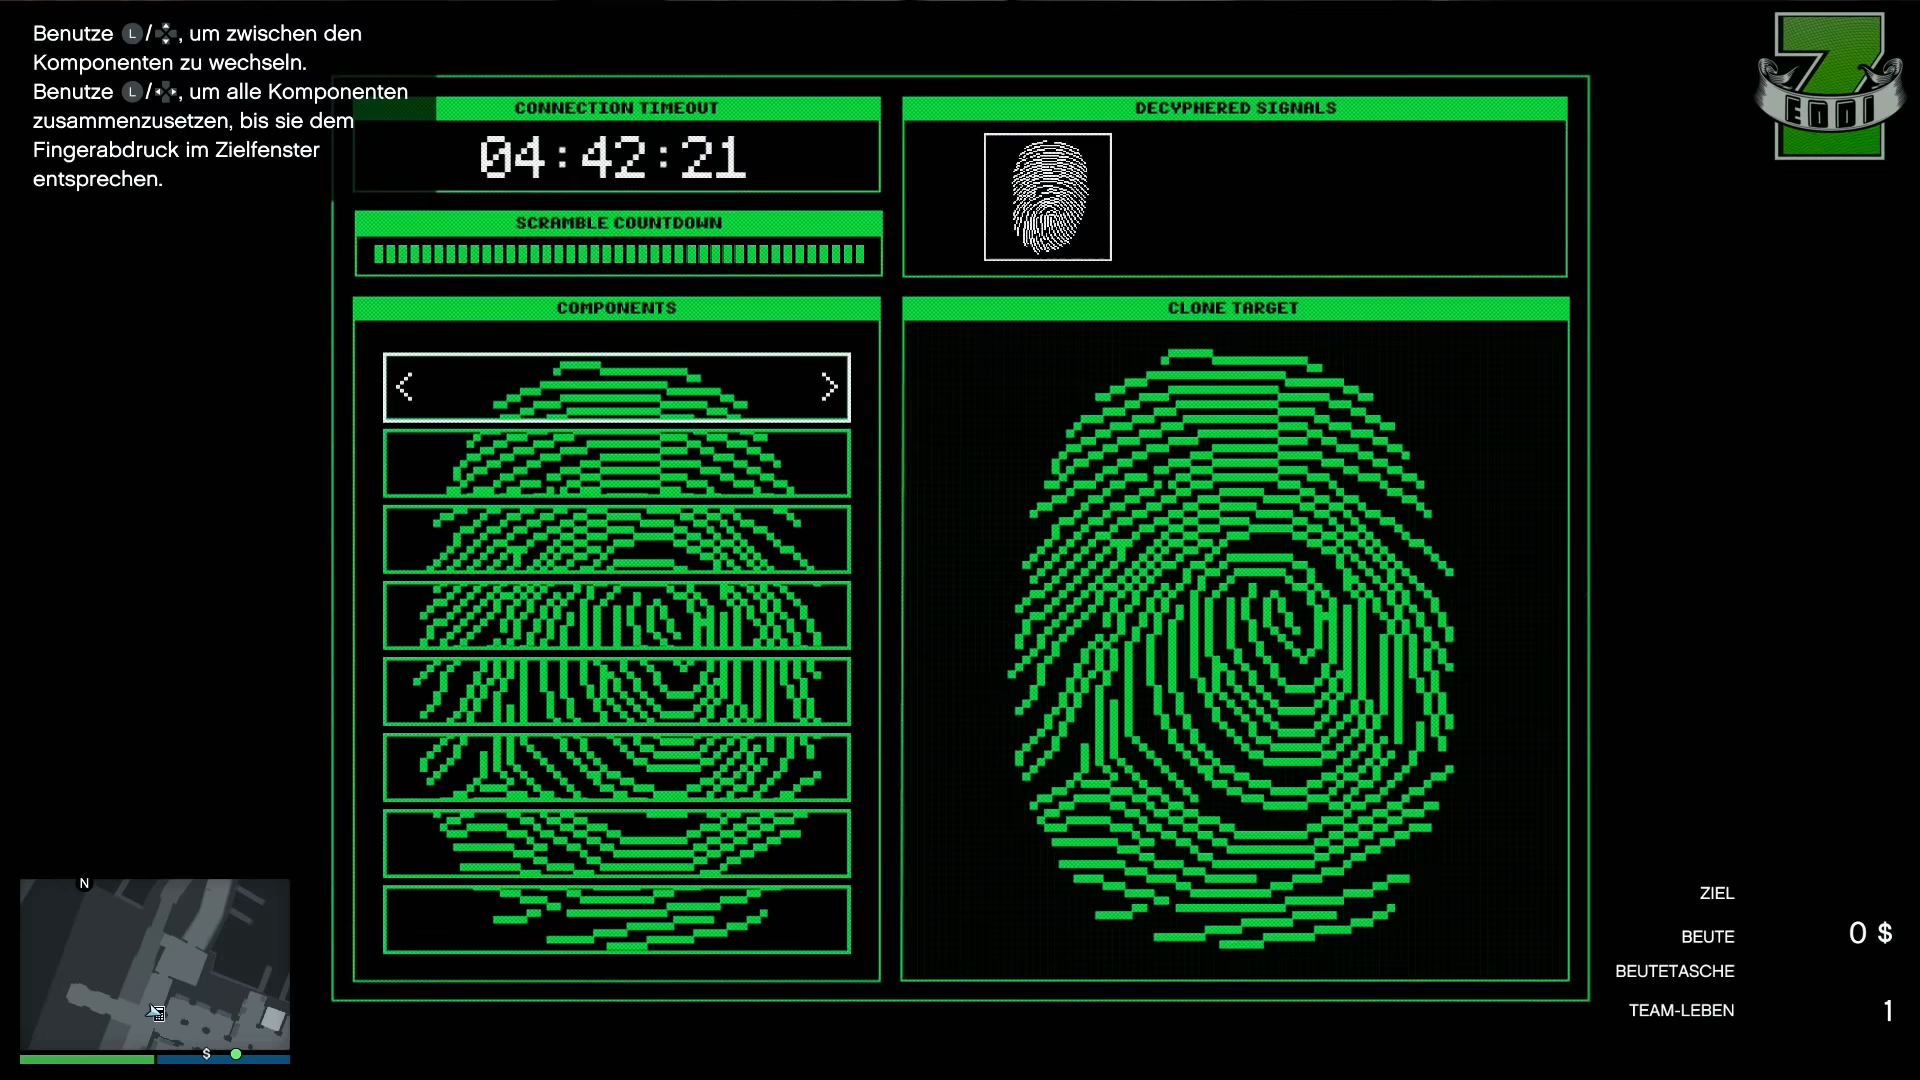 Benutze L/, um zwischen den
Komponenten zu wechseln.
Benutze L/, um alle Komponenten
zusammenzusetzen, bis sie dem
Fingerabdruck im Zielfenster
entsprechen.
CONNECTION TIMEOUT
04:42:21
SCRAMBLE COUNTDOWN
DECYPHERED SIGNALS
COMPONENTS
< >
CLONE TARGET
Z
EDDI
N
$
ZIEL
BEUTE 0 $
BEUTETASCHE
TEAM-LEBEN 1